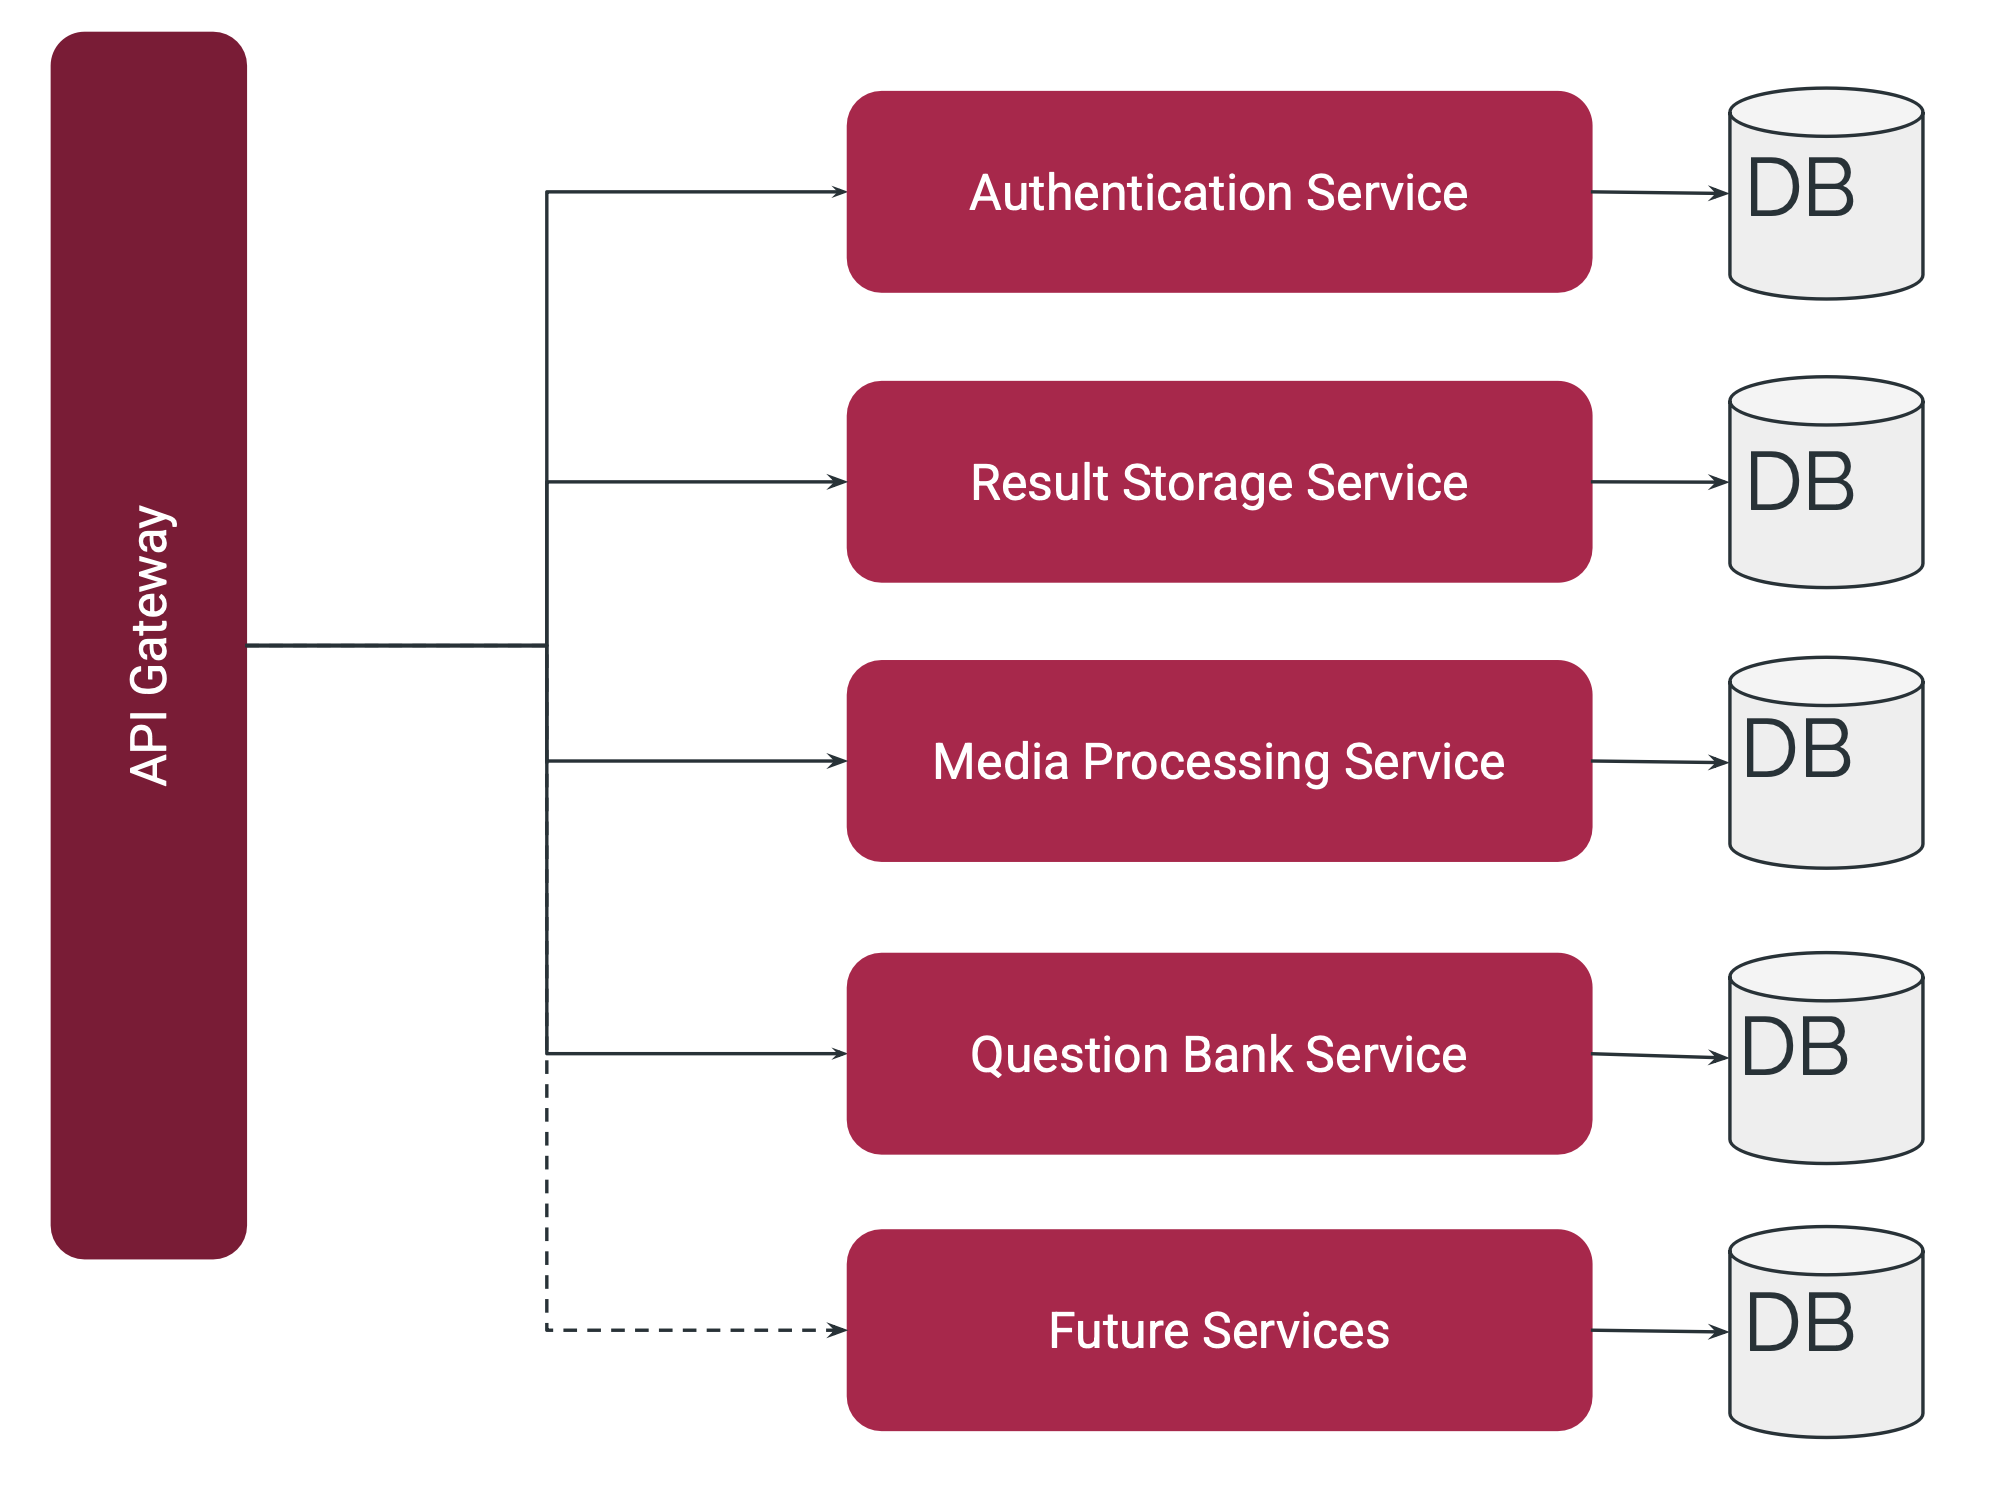 API Gateway
Authentication Service
DB
Result Storage Service
DB
Media Processing Service
DB
Question Bank Service
DB
Future Services
DB